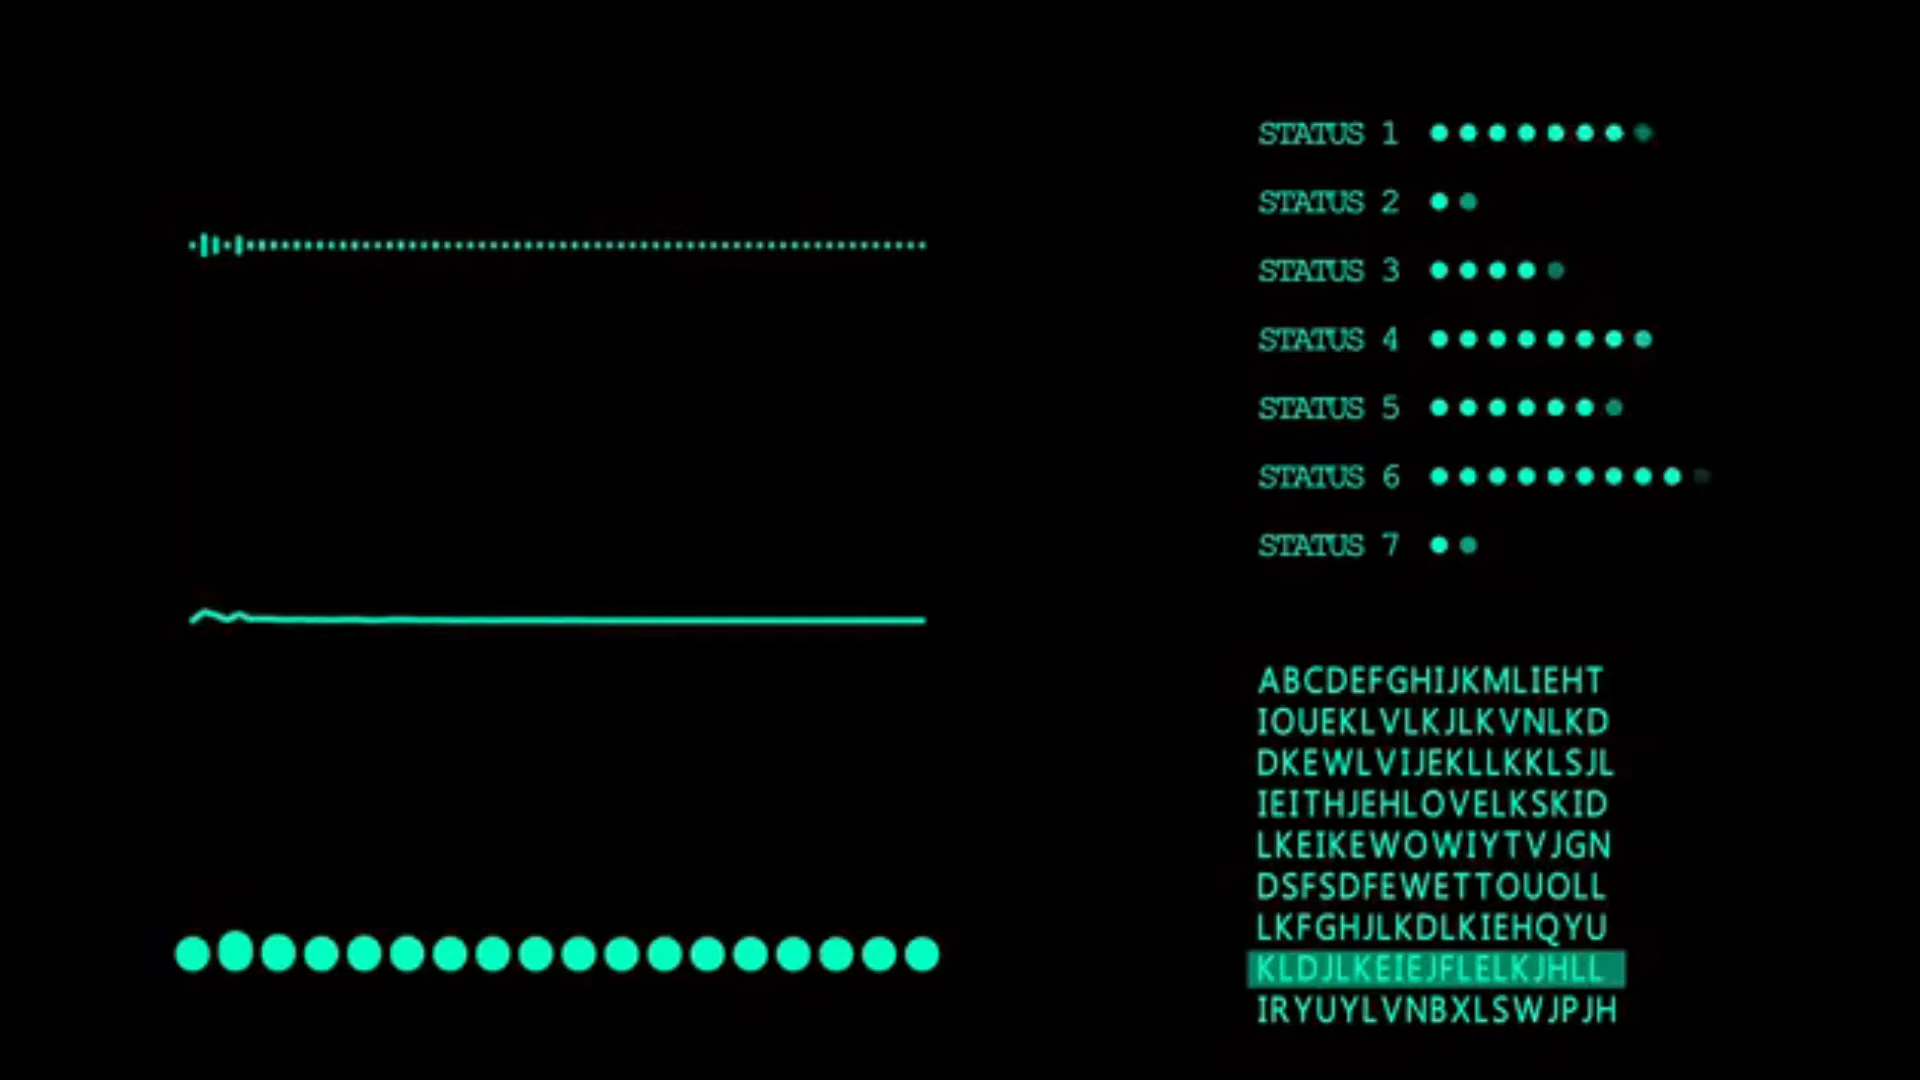 STATUS 1
STATUS 2
STATUS 3
STATUS 4
STATUS 5
STATUS 6
STATUS 7
ABCDEFGHIJKMLIEHT
IOUEKLVLKJLKVNLKD
DKEWLVIJEKLLKKLSJL
IEITHJEHLOVELKSKID
LKEIKEWOWIYTVJGN
DSFSDFEWETTOUOLL
LKFGHJLKDLKIEHQYU
KLDJLKEIEJFLELKJHLL
IRYUYLVNBXLSWJPJH